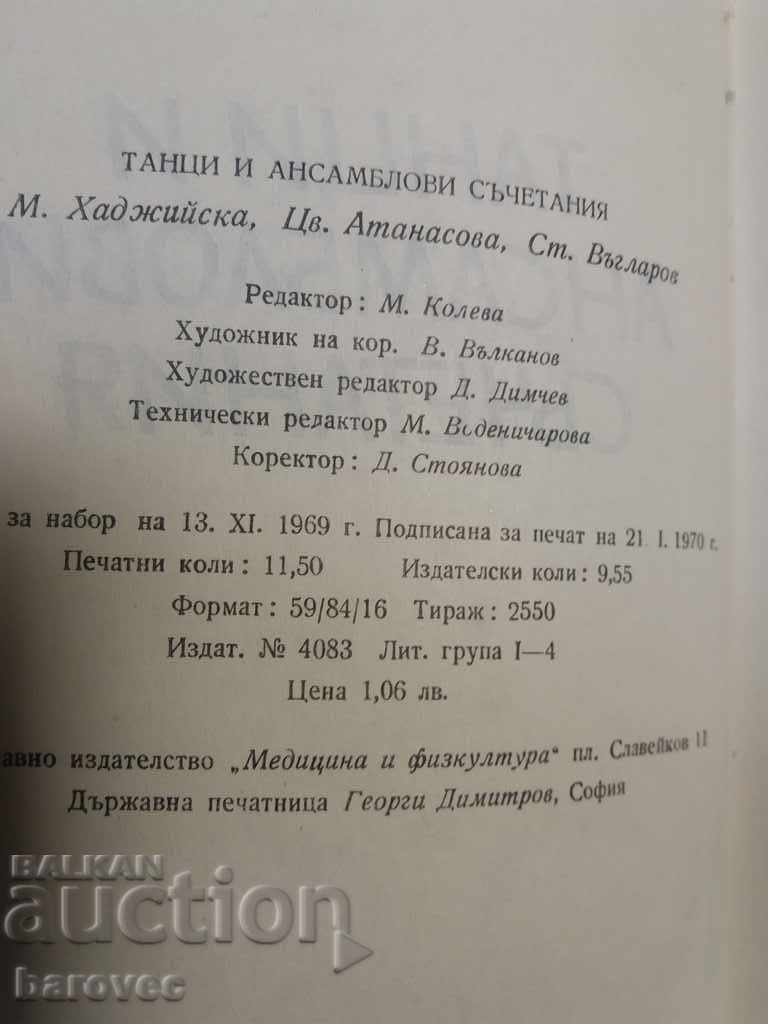 ТАНЦИ И АНСАМБЛОВИ СЪЧЕТАНИЯ
М. Хаджийска, Цв. Атанасова, Ст. Въгларов
Редактор: М. Колева
Художник на кор. В. Вълканов
Художествен редактор Д. Димчев
Технически редактор М. Воденичарова
Коректор: Д. Стоянова
за набор на 13. XI. 1969 г. Подписана за печат на 21. I. 1970 г.
Печатни коли: 11,50 Издателски коли: 9,55
Формат: 59/84/16 Тираж: 2550
Издат. № 4083 Лит. група I—4
Цена 1,06 лв.
авно издателство „Медицина и физкултура“ пл. Славейков 11
Държавна печатница Георги Димитров, София
BALKAN
auction
barovec